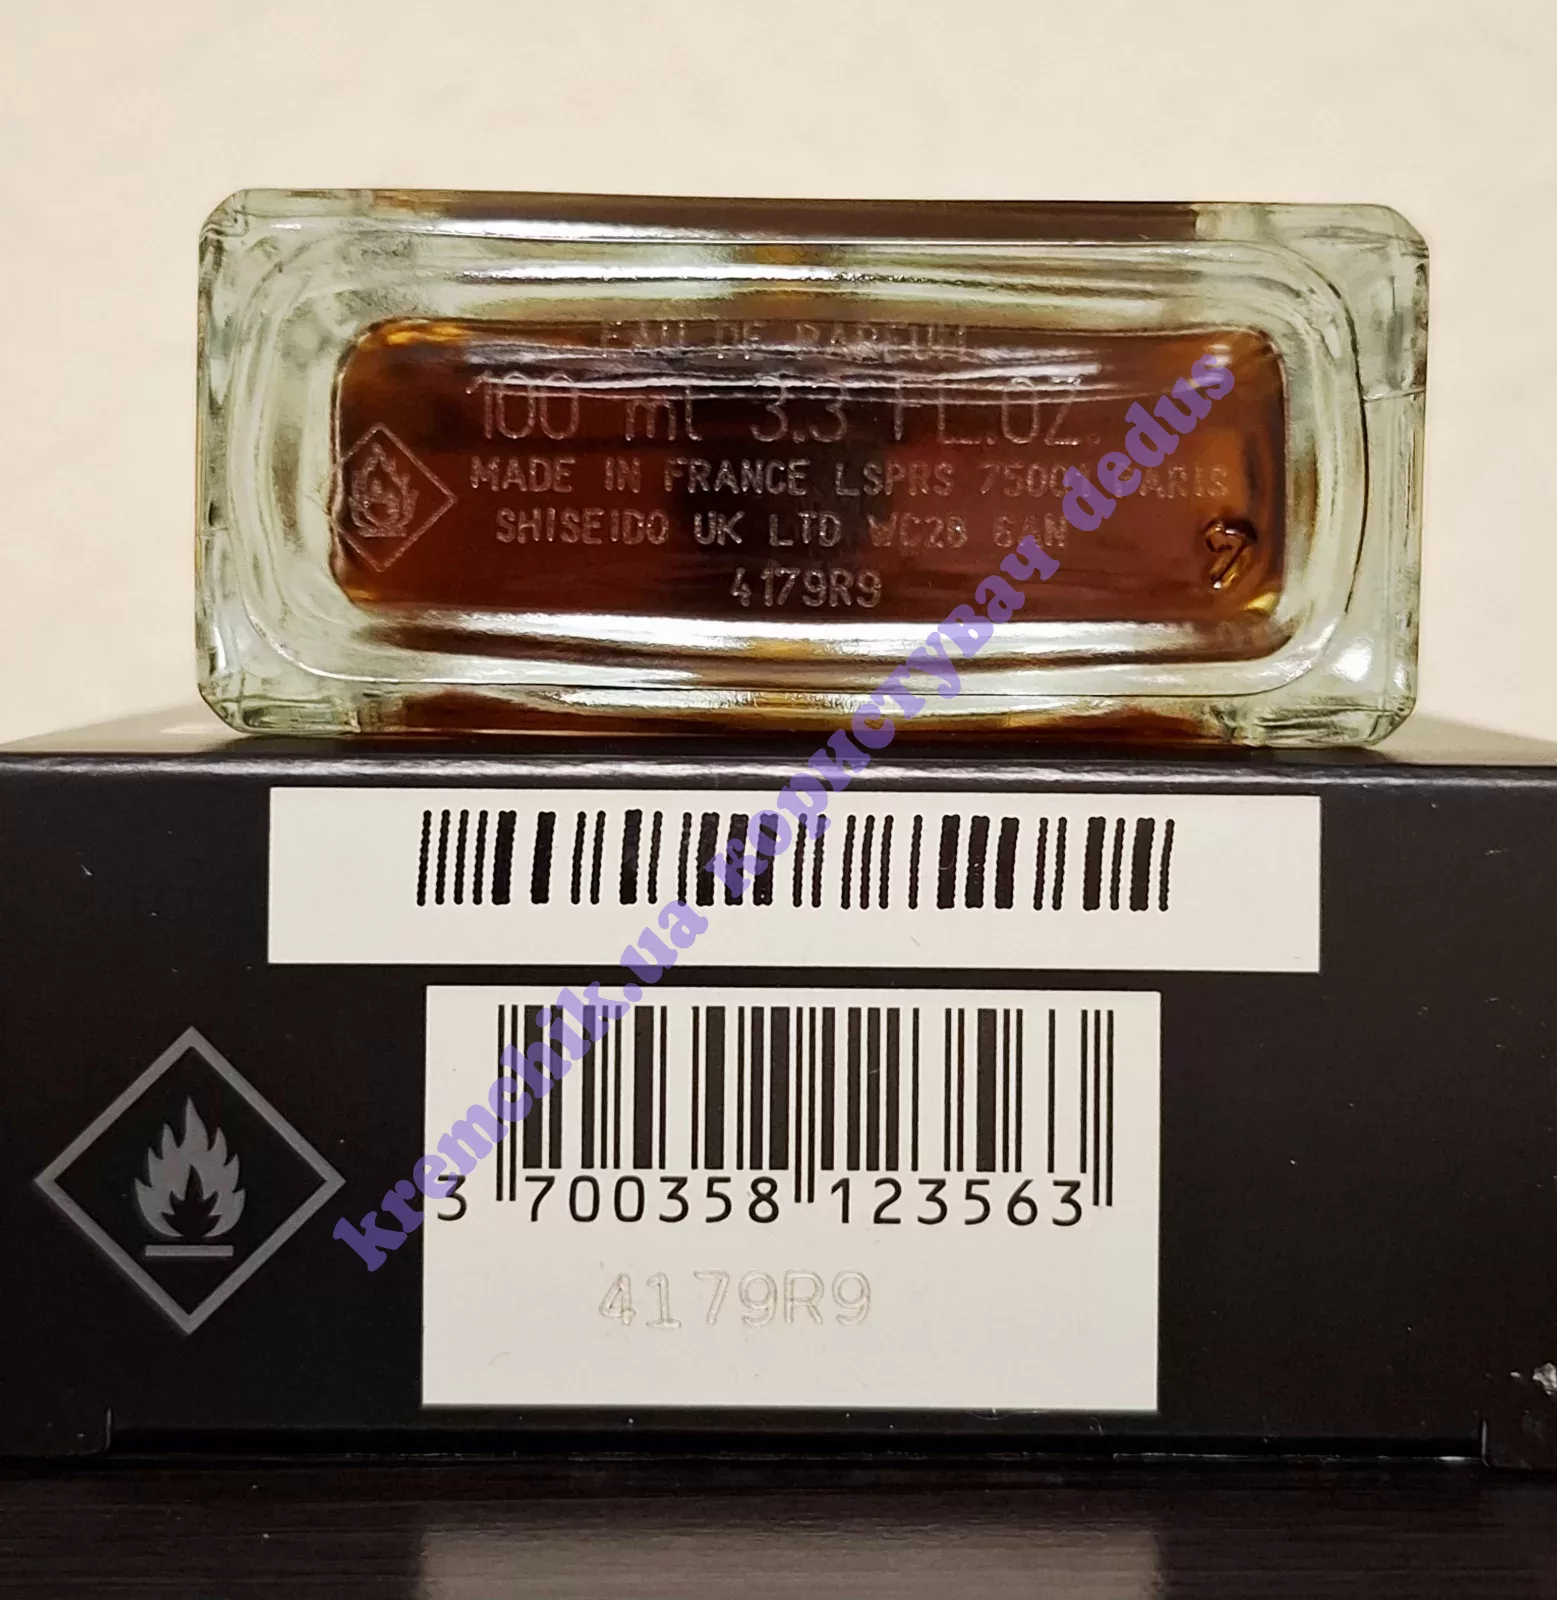 EAU DE PARFUM
100 ml 3.3 FL.OZ.
MADE IN FRANCE LSPRS 75001 PARIS
SHISEIDO UK LTD WC2B 6AN
4179R9
3 700358 123563
4179R9
kremchik.ua користувач dedus